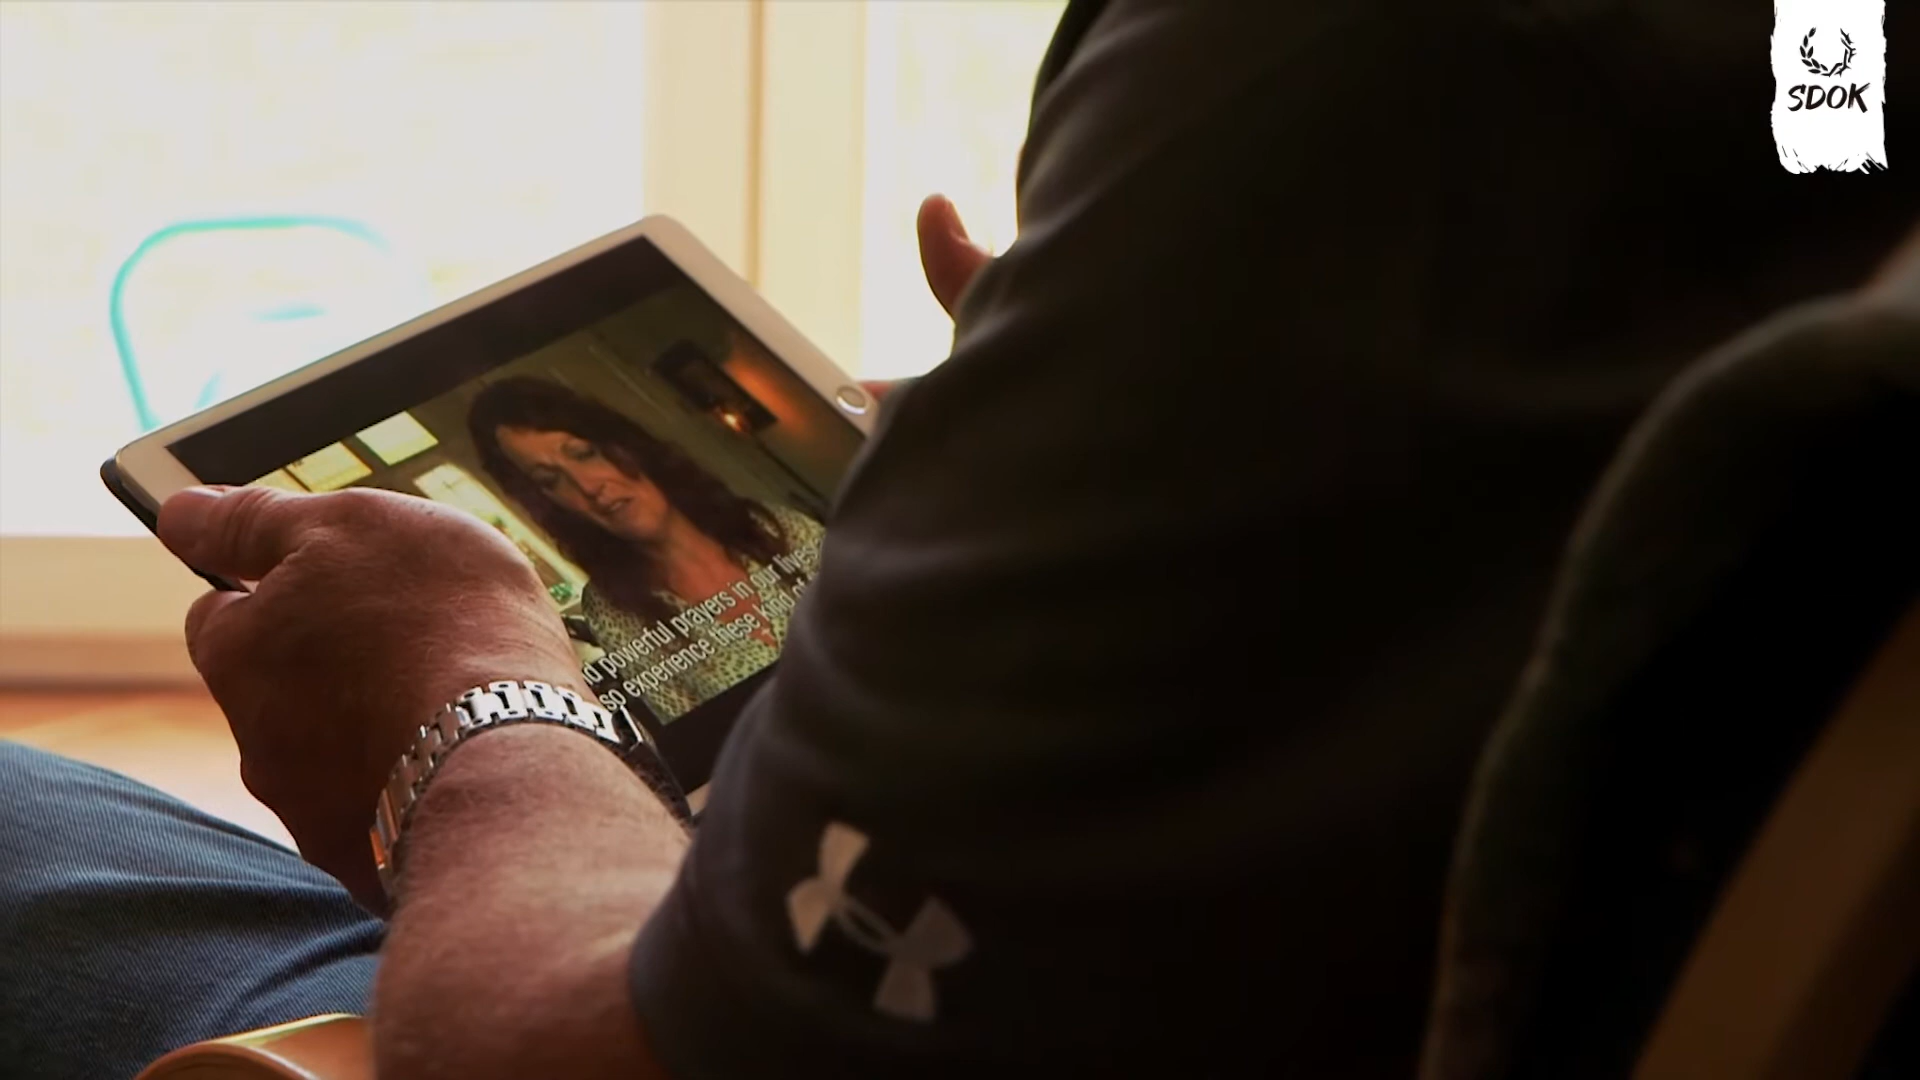 SDOK
powerful prayers in our lives
so experience these kind of